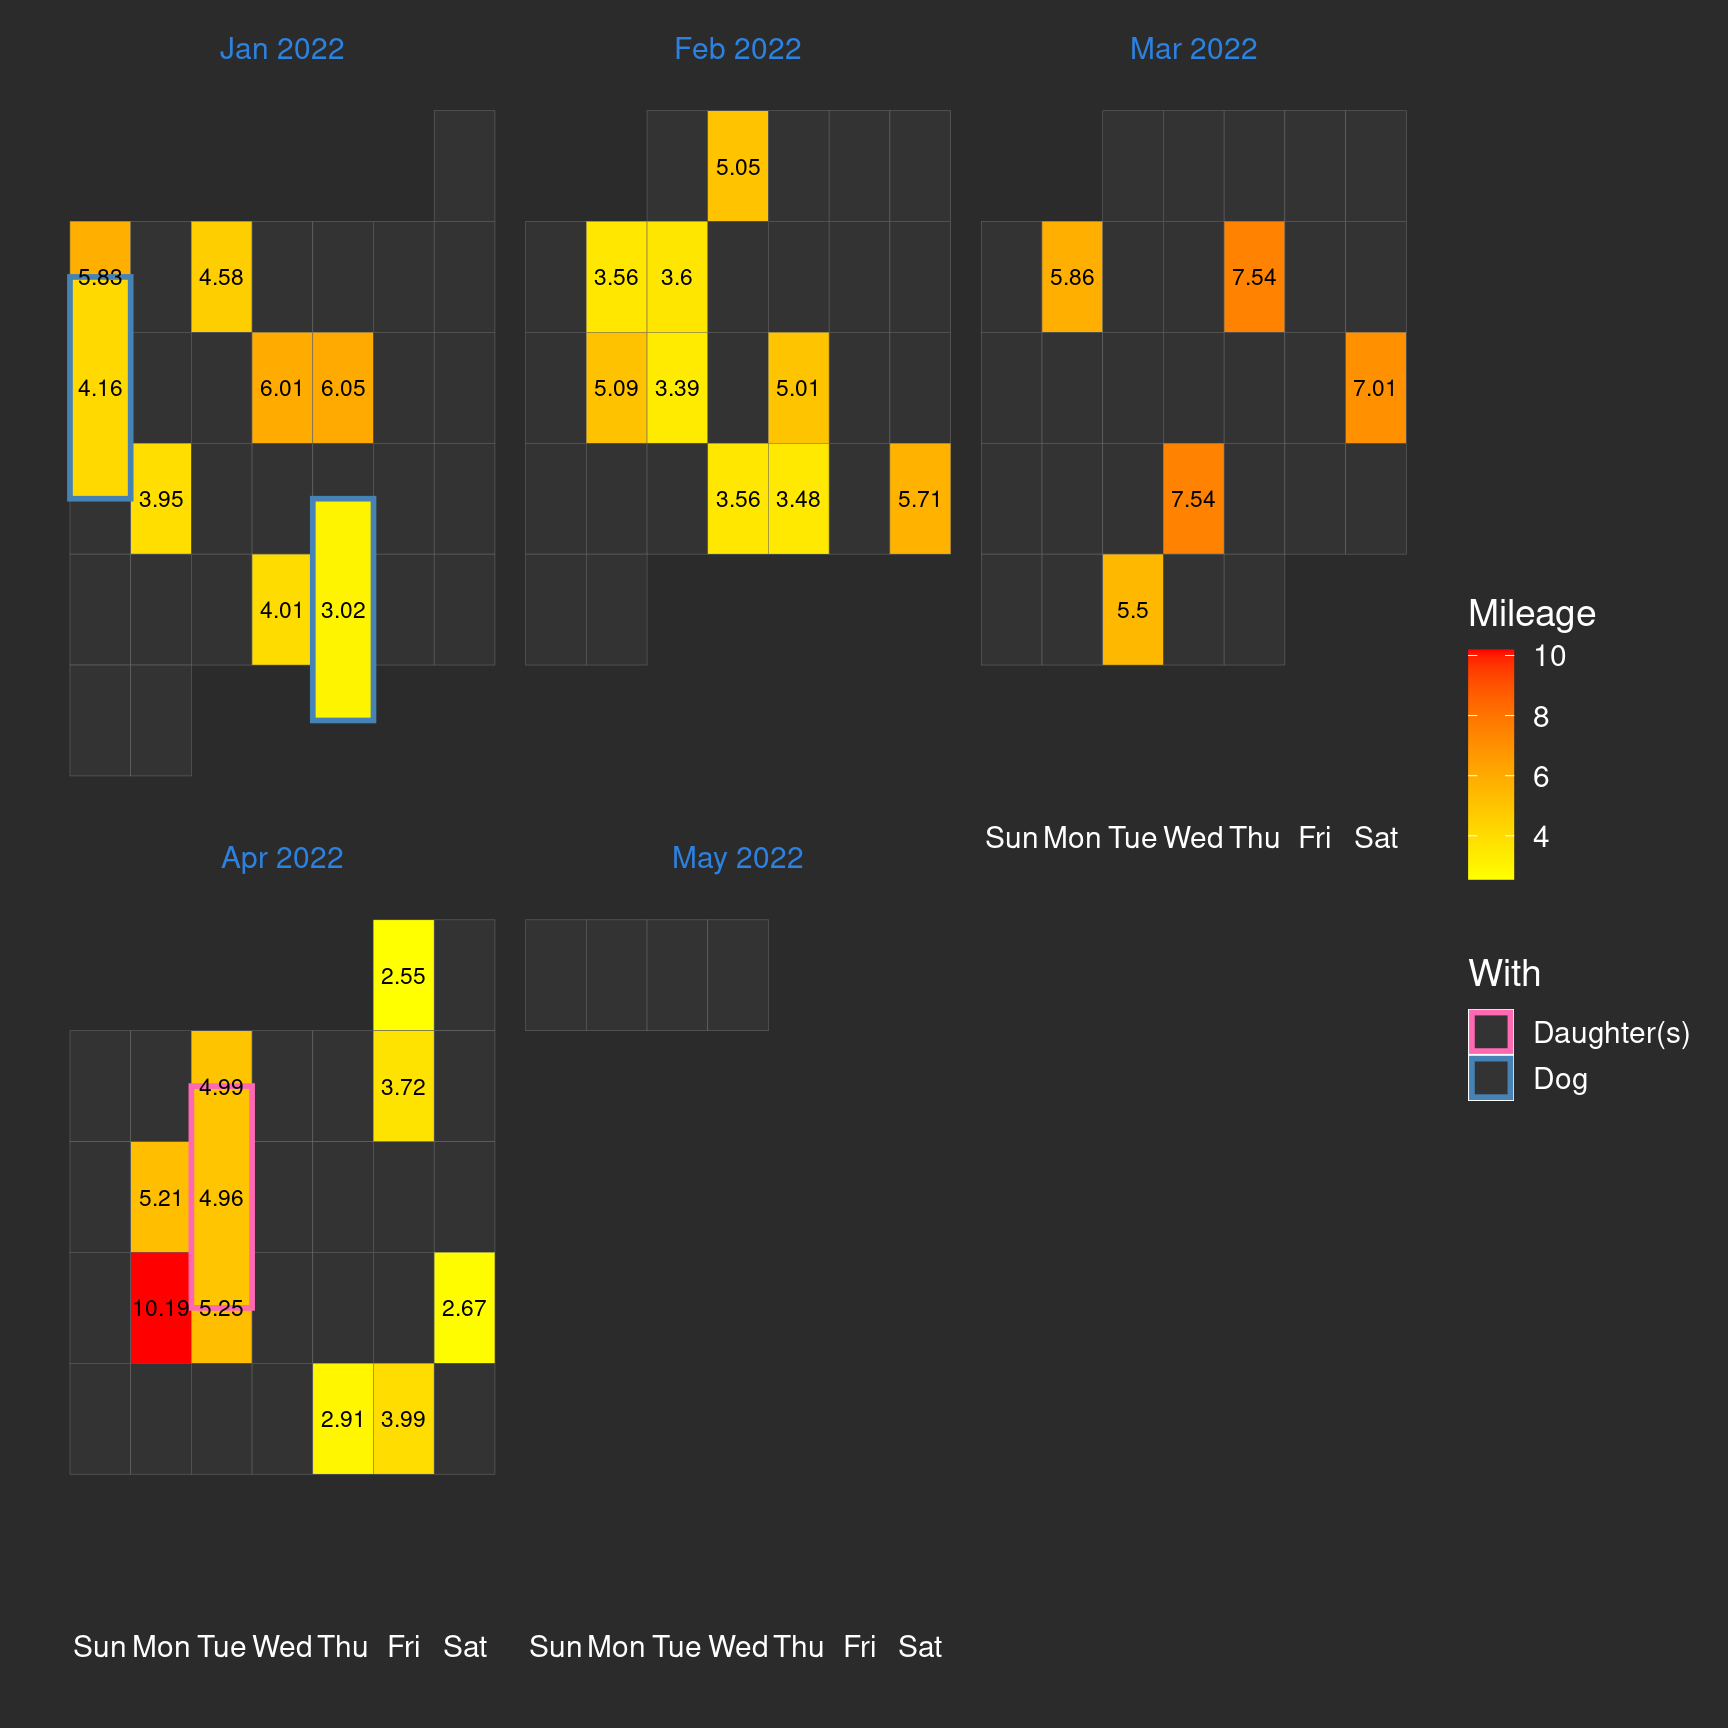 Jan 2022 Feb 2022 Mar 2022
5.05
5.83 4.58 3.56 3.6 5.86 7.54
4.16 6.01 6.05 5.09 3.39 5.01 7.01
3.95 3.56 3.48 5.71 7.54
4.01 3.02 5.5
Sun Mon Tue Wed Thu Fri Sat
Apr 2022 May 2022
2.55
4.99 3.72
5.21 4.96
10.19 5.25 2.67
2.91 3.99
Sun Mon Tue Wed Thu Fri Sat Sun Mon Tue Wed Thu Fri Sat
Mileage
10
8
6
4
With
Daughter(s)
Dog